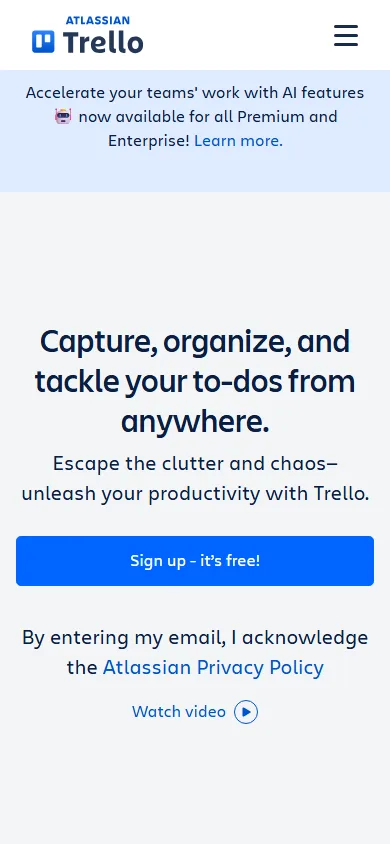 ATLASSIAN
Trello
Accelerate your teams' work with AI features
now available for all Premium and
Enterprise! Learn more.
Capture, organize, and
tackle your to-dos from
anywhere.
Escape the clutter and chaos—
unleash your productivity with Trello.
Sign up - it’s free!
By entering my email, I acknowledge
the Atlassian Privacy Policy
Watch video